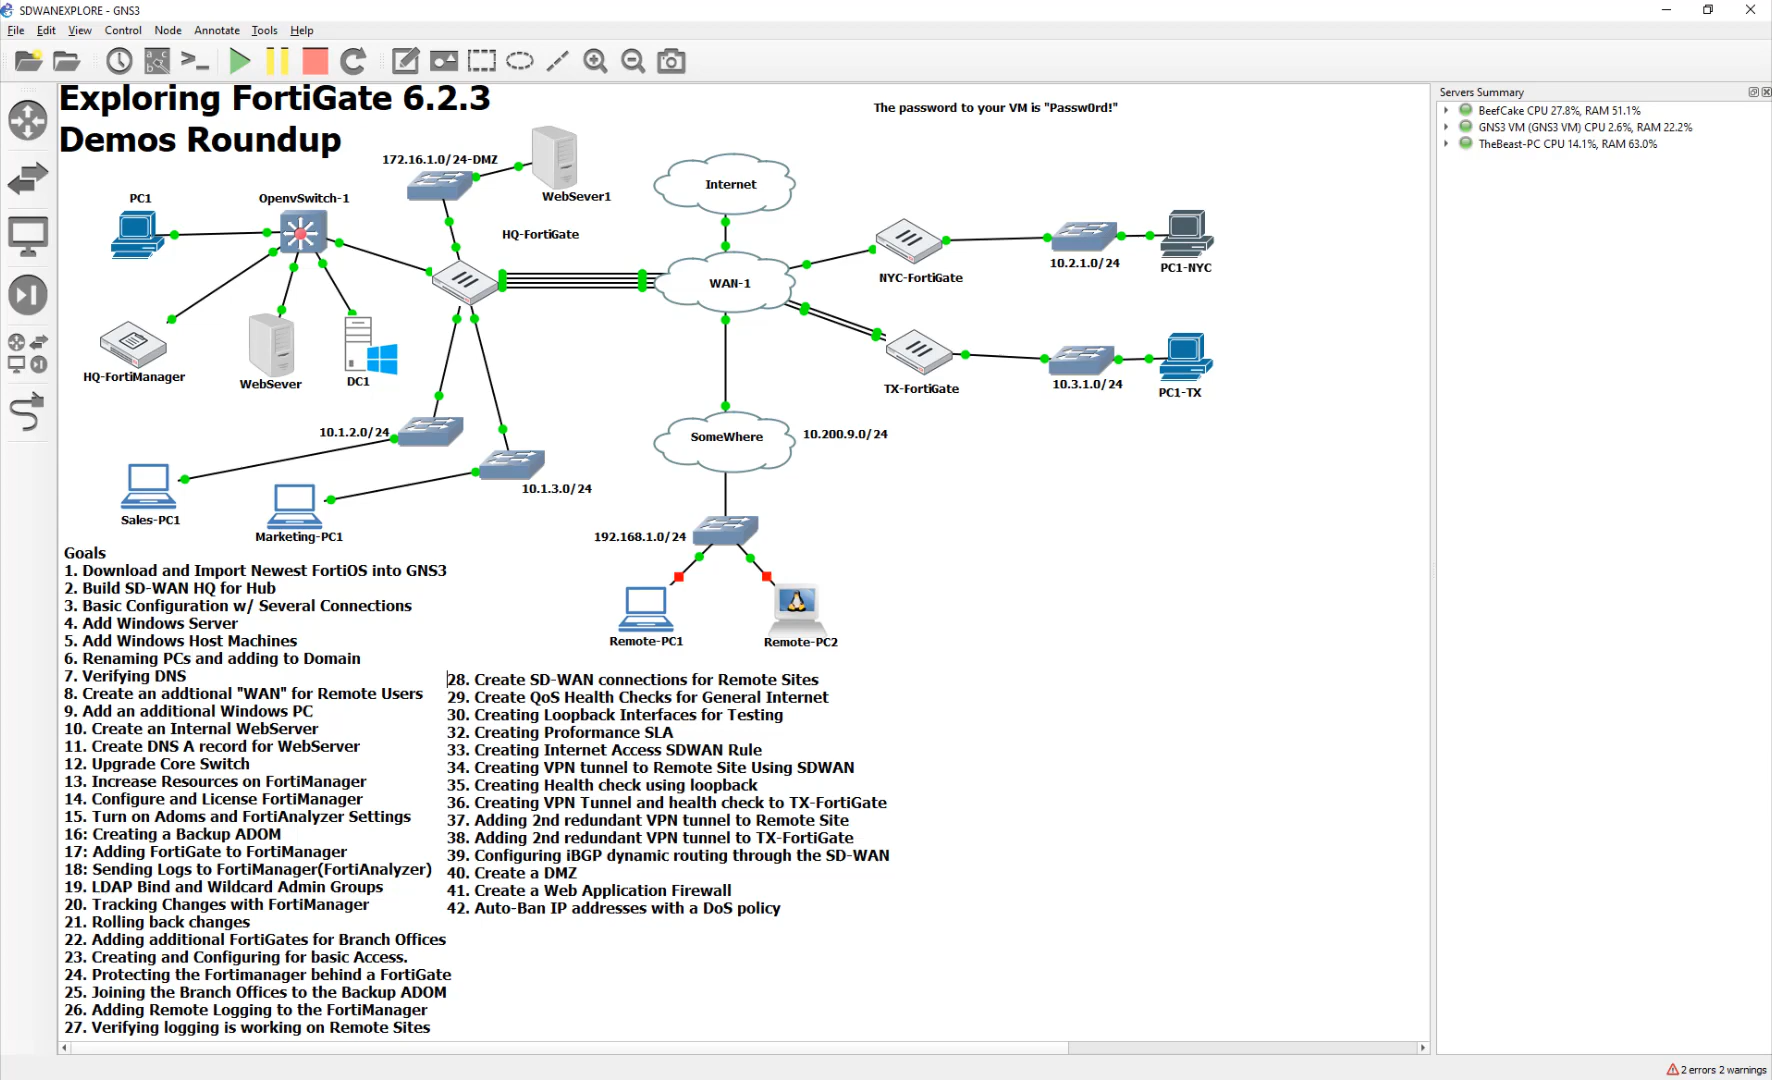 SDWANEXPLORE - GNS3
File Edit View Control Node Annotate Tools Help
Exploring FortiGate 6.2.3
Demos Roundup
The password to your VM is "Passw0rd!"
172.16.1.0/24-DMZ
WebSever1
PC1
OpenvSwitch-1
HQ-FortiGate
Internet
WAN-1
NYC-FortiGate
10.2.1.0/24
PC1-NYC
HQ-FortiManager
WebSever
DC1
TX-FortiGate
10.3.1.0/24
PC1-TX
10.1.2.0/24
SomeWhere
10.200.9.0/24
10.1.3.0/24
Sales-PC1
Marketing-PC1
192.168.1.0/24
Remote-PC1
Remote-PC2
Goals
1. Download and Import Newest FortiOS into GNS3
2. Build SD-WAN HQ for Hub
3. Basic Configuration w/ Several Connections
4. Add Windows Server
5. Add Windows Host Machines
6. Renaming PCs and adding to Domain
7. Verifying DNS
8. Create an addtional "WAN" for Remote Users
9. Add an additional Windows PC
10. Create an Internal WebServer
11. Create DNS A record for WebServer
12. Upgrade Core Switch
13. Increase Resources on FortiManager
14. Configure and License FortiManager
15. Turn on Adoms and FortiAnalyzer Settings
16: Creating a Backup ADOM
17: Adding FortiGate to FortiManager
18: Sending Logs to FortiManager(FortiAnalyzer)
19. LDAP Bind and Wildcard Admin Groups
20. Tracking Changes with FortiManager
21. Rolling back changes
22. Adding additional FortiGates for Branch Offices
23. Creating and Configuring for basic Access.
24. Protecting the Fortimanager behind a FortiGate
25. Joining the Branch Offices to the Backup ADOM
26. Adding Remote Logging to the FortiManager
27. Verifying logging is working on Remote Sites
28. Create SD-WAN connections for Remote Sites
29. Create QoS Health Checks for General Internet
30. Creating Loopback Interfaces for Testing
32. Creating Proformance SLA
33. Creating Internet Access SDWAN Rule
34. Creating VPN tunnel to Remote Site Using SDWAN
35. Creating Health check using loopback
36. Creating VPN Tunnel and health check to TX-FortiGate
37. Adding 2nd redundant VPN tunnel to Remote Site
38. Adding 2nd redundant VPN tunnel to TX-FortiGate
39. Configuring iBGP dynamic routing through the SD-WAN
40. Create a DMZ
41. Create a Web Application Firewall
42. Auto-Ban IP addresses with a DoS policy
Servers Summary
BeefCake CPU 27.8%, RAM 51.1%
GNS3 VM (GNS3 VM) CPU 2.6%, RAM 22.2%
TheBeast-PC CPU 14.1%, RAM 63.0%
2 errors 2 warnings